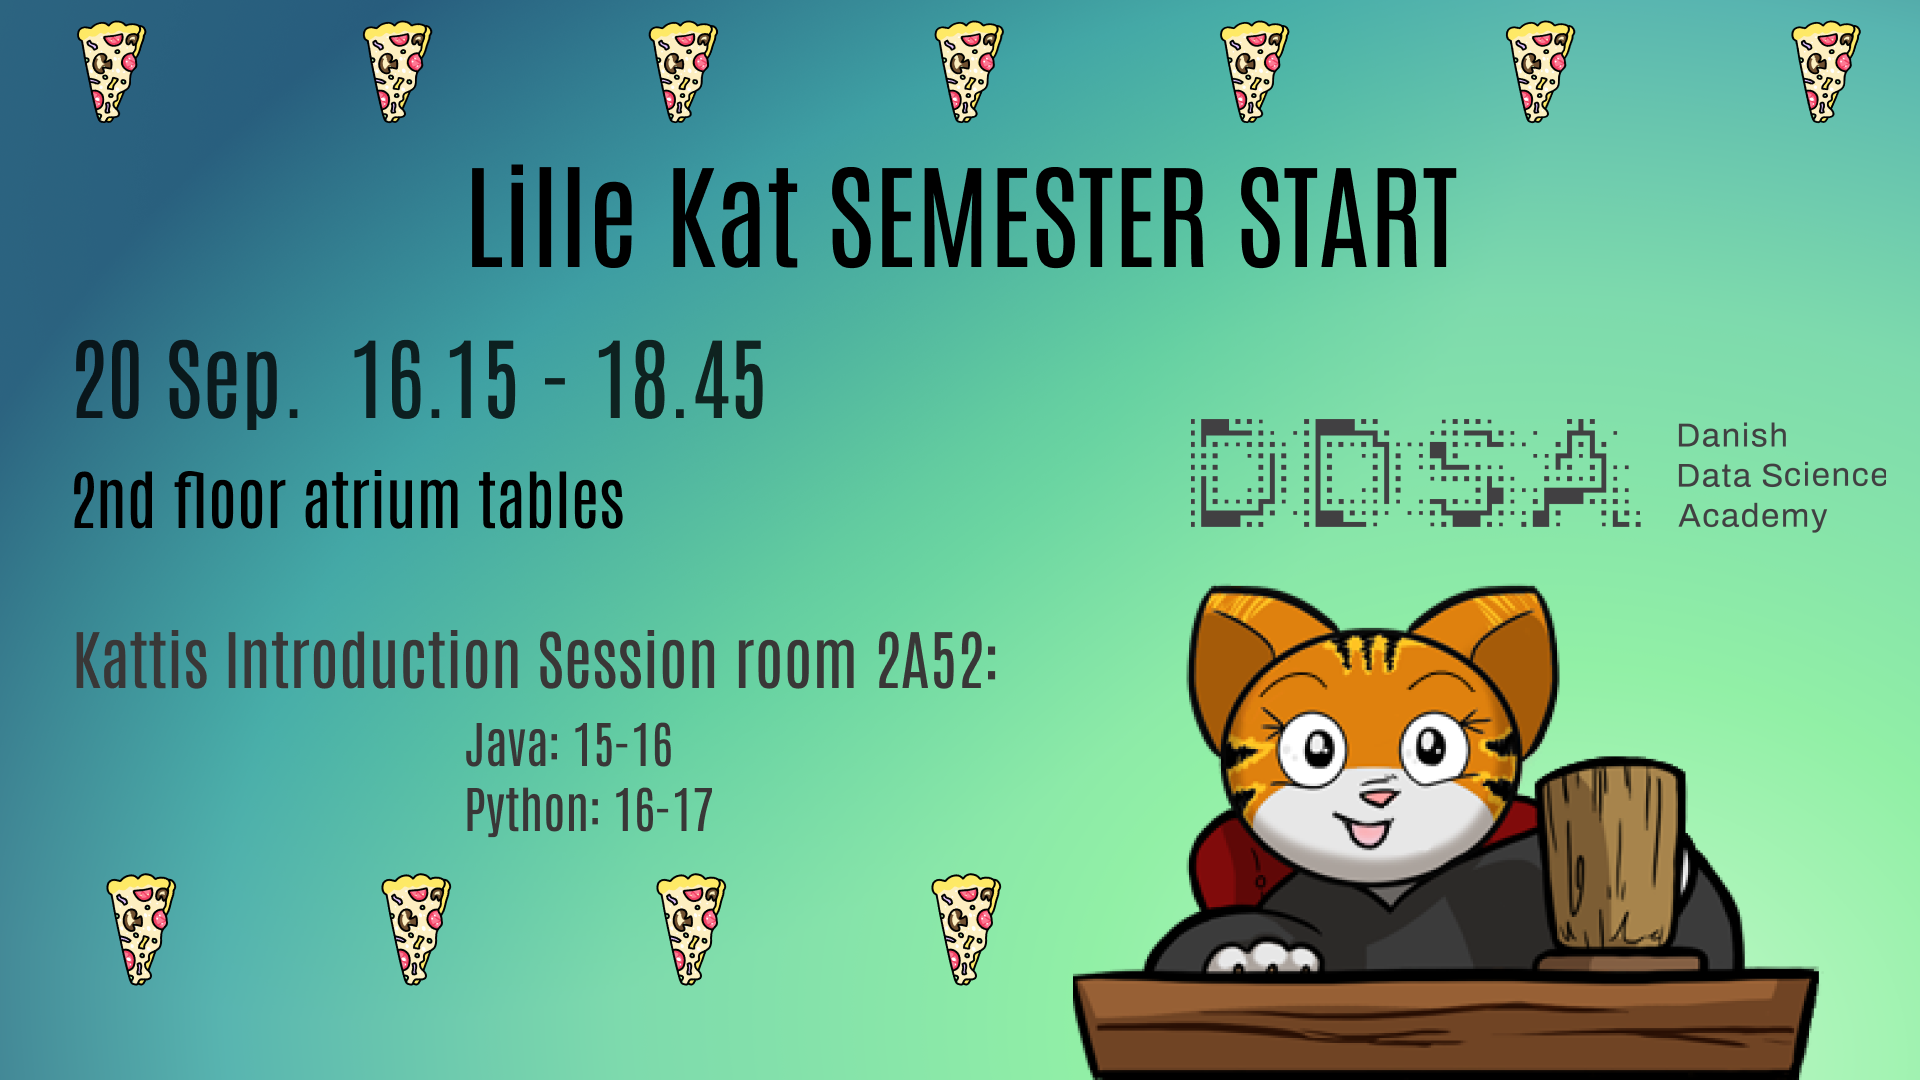 Lille Kat SEMESTER START
20 Sep. 16.15 - 18.45
2nd floor atrium tables
DDSA
Danish
Data Science
Academy
Kattis Introduction Session room 2A52:
Java: 15-16
Python: 16-17